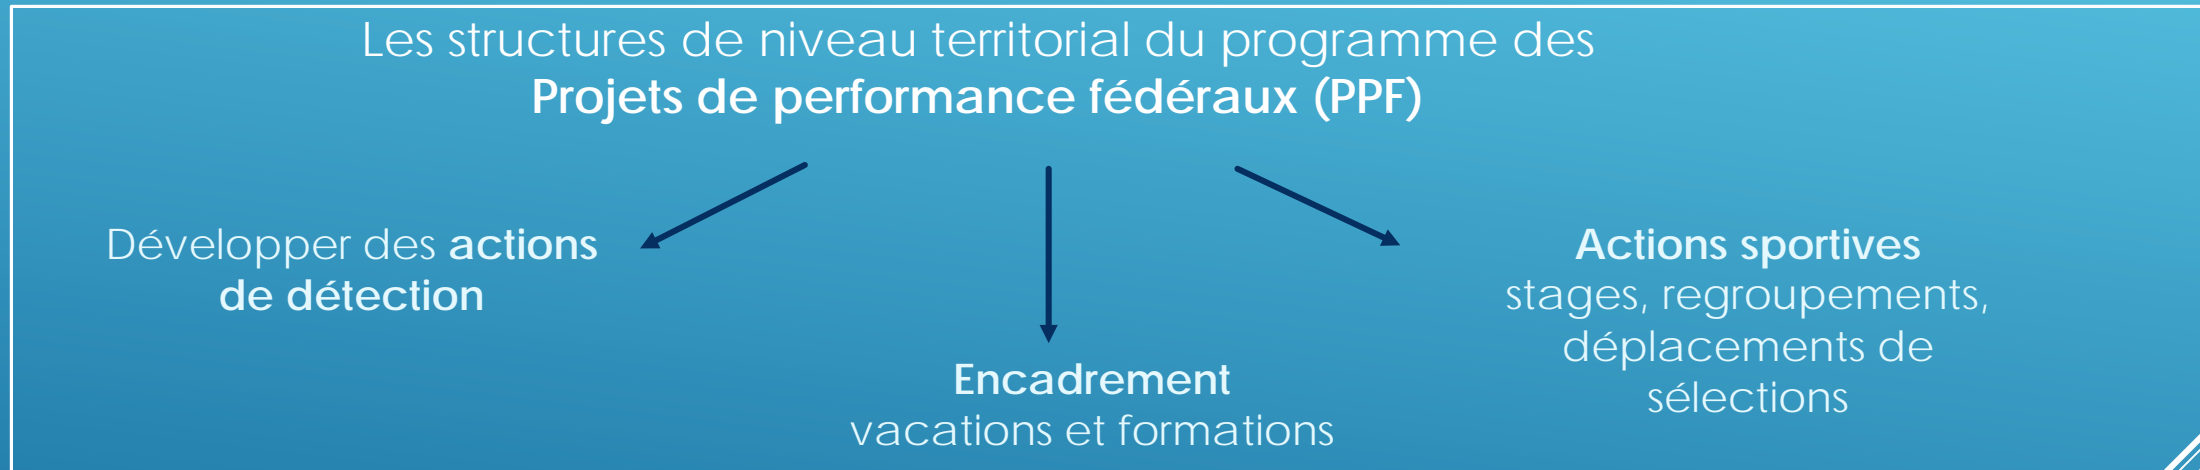 Les structures de niveau territorial du programme des
Projets de performance fédéraux (PPF)
Développer des actions
de détection
Encadrement
vacations et formations
Actions sportives
stages, regroupements,
déplacements de
sélections